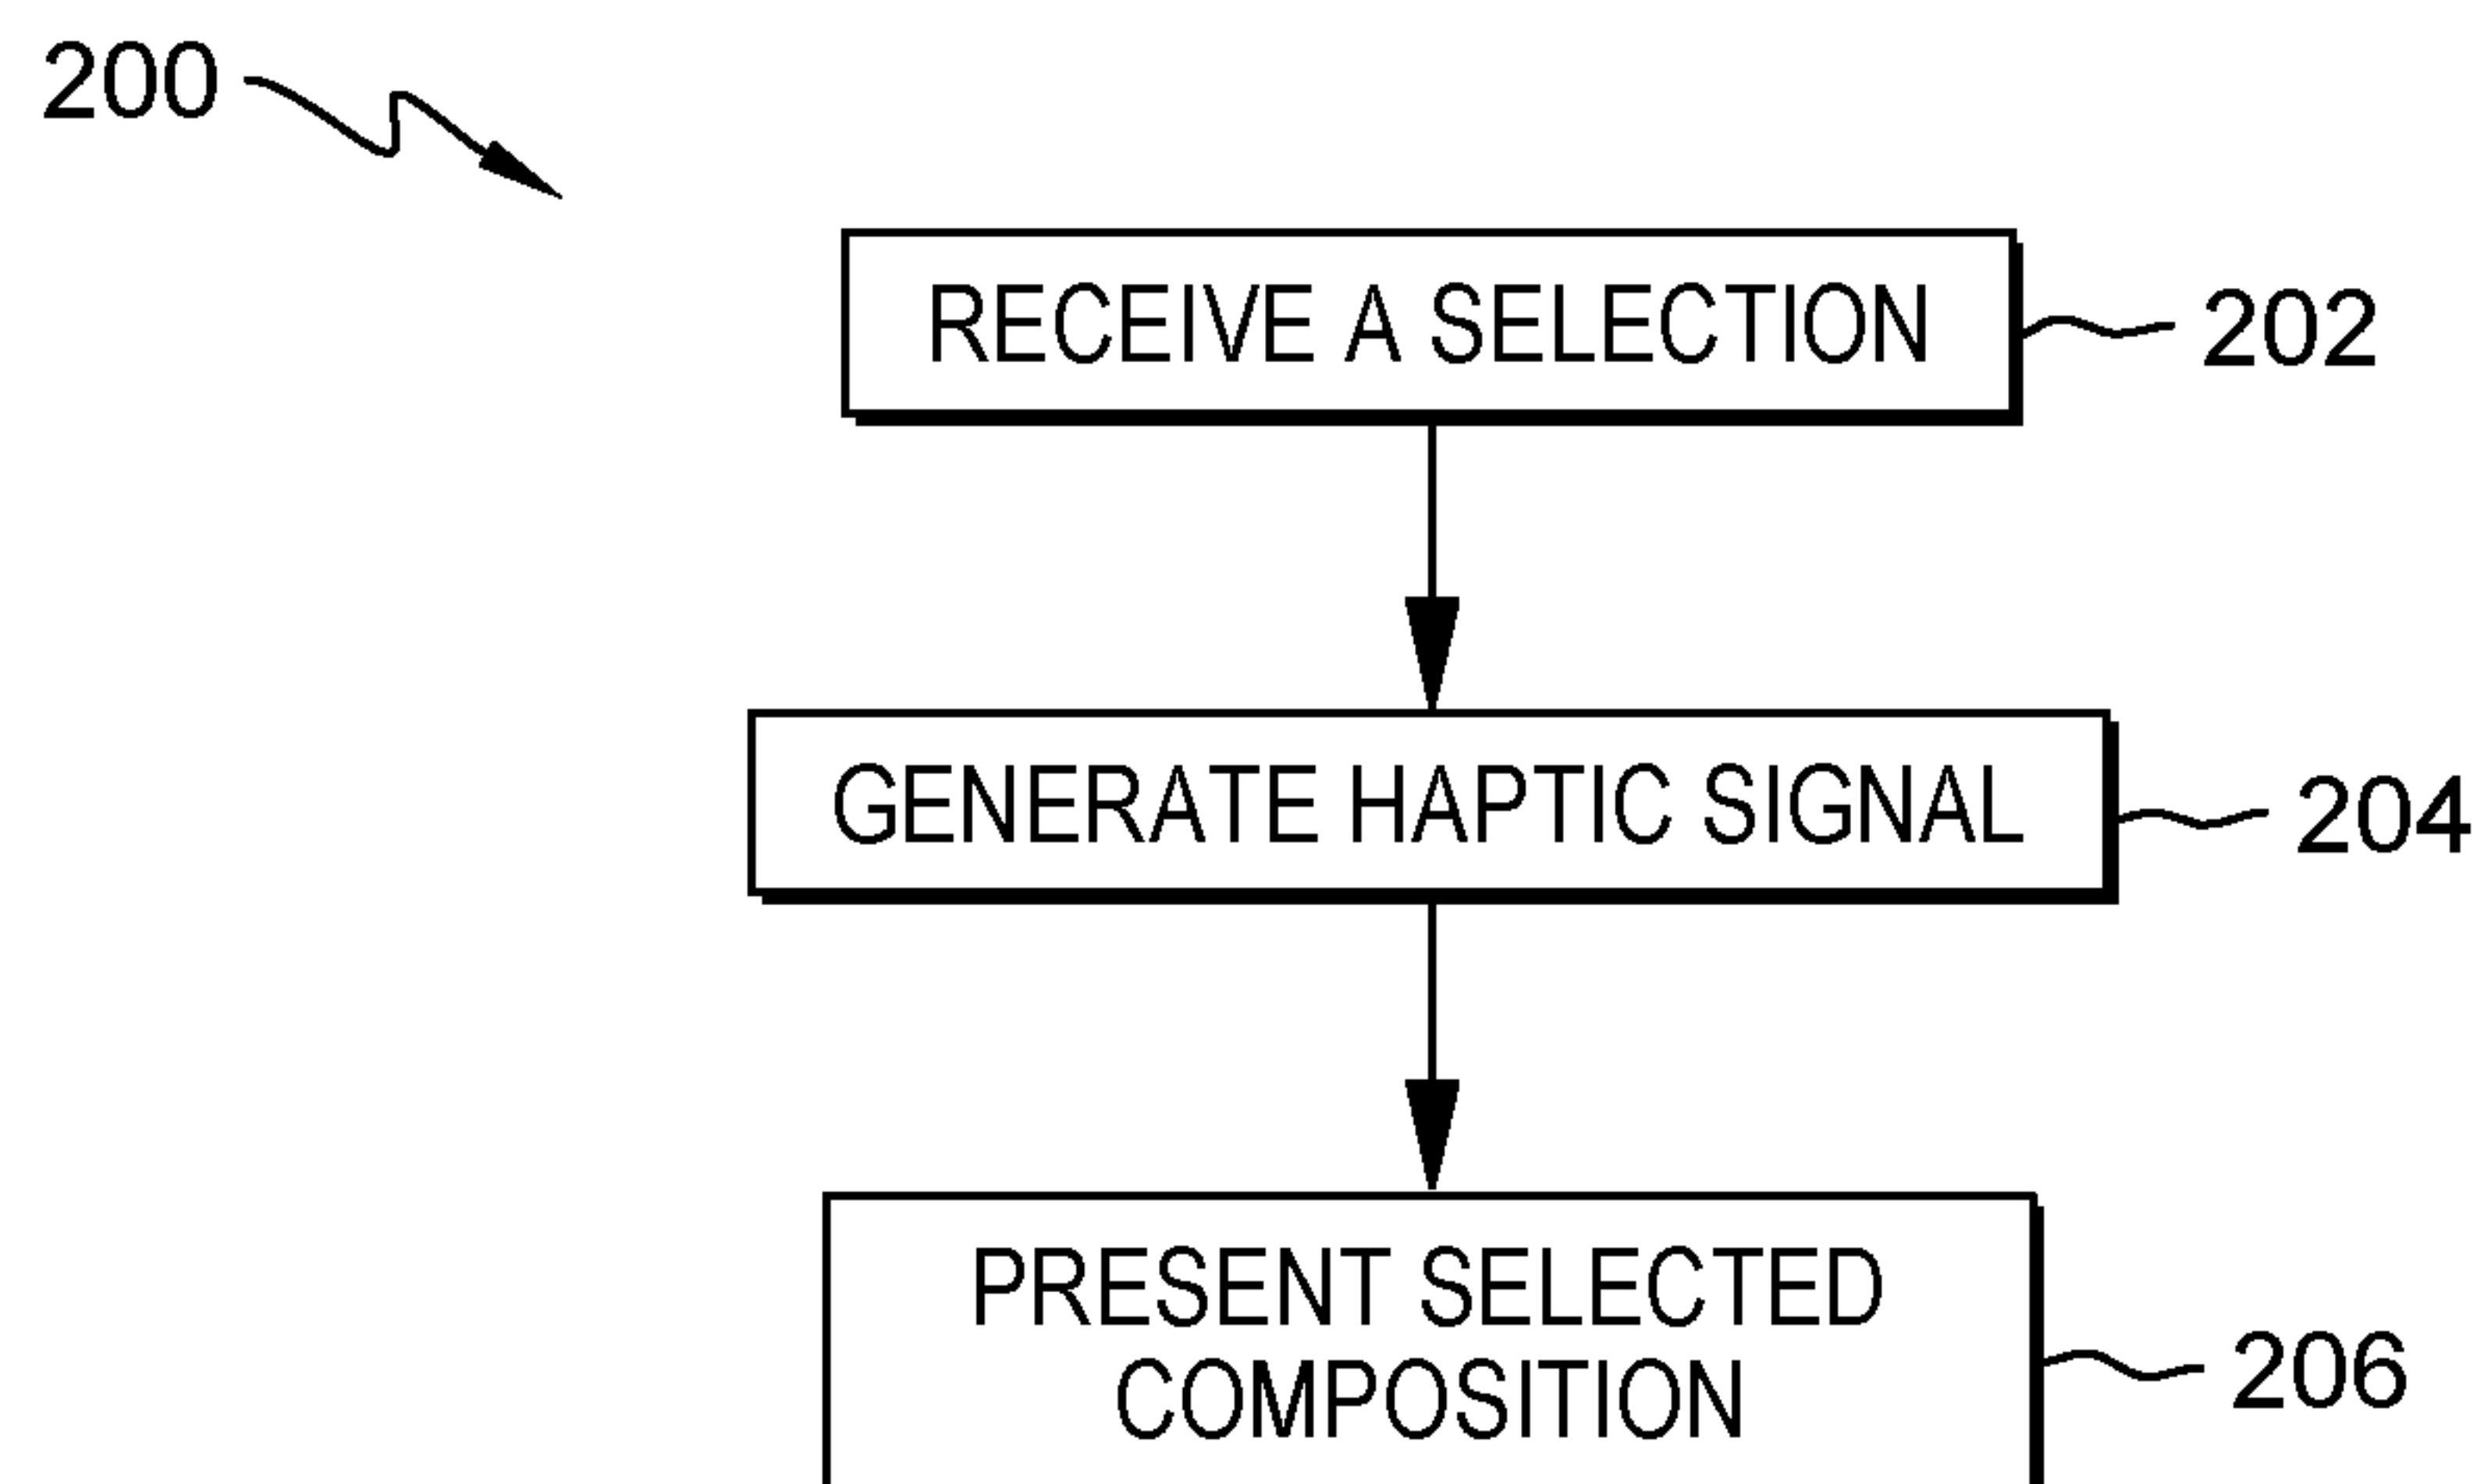 200
RECEIVE A SELECTION
202
GENERATE HAPTIC SIGNAL
204
PRESENT SELECTED
COMPOSITION
206